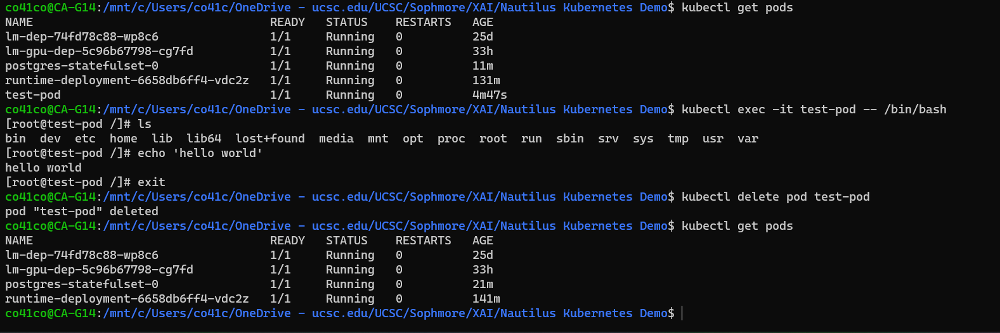 co41co@CA-G14:/mnt/c/Users/co41c/OneDrive - ucsc.edu/UCSC/Sophmore/XAI/Nautilus Kubernetes Demo$ kubectl get pods
NAME                                  READY   STATUS    RESTARTS   AGE
lm-dep-74fd78c88-wp8c6                1/1     Running   0          25d
lm-gpu-dep-5c96b67798-cg7fd           1/1     Running   0          33h
postgres-statefulset-0                1/1     Running   0          11m
runtime-deployment-6658db6ff4-vdc2z   1/1     Running   0          131m
test-pod                              1/1     Running   0          4m47s
co41co@CA-G14:/mnt/c/Users/co41c/OneDrive - ucsc.edu/UCSC/Sophmore/XAI/Nautilus Kubernetes Demo$ kubectl exec -it test-pod -- /bin/bash
[root@test-pod /]# ls
bin  dev  etc  home  lib  lib64  lost+found  media  mnt  opt  proc  root  run  sbin  srv  sys  tmp  usr  var
[root@test-pod /]# echo 'hello world'
hello world
[root@test-pod /]# exit
co41co@CA-G14:/mnt/c/Users/co41c/OneDrive - ucsc.edu/UCSC/Sophmore/XAI/Nautilus Kubernetes Demo$ kubectl delete pod test-pod
pod "test-pod" deleted
co41co@CA-G14:/mnt/c/Users/co41c/OneDrive - ucsc.edu/UCSC/Sophmore/XAI/Nautilus Kubernetes Demo$ kubectl get pods
NAME                                  READY   STATUS    RESTARTS   AGE
lm-dep-74fd78c88-wp8c6                1/1     Running   0          25d
lm-gpu-dep-5c96b67798-cg7fd           1/1     Running   0          33h
postgres-statefulset-0                1/1     Running   0          21m
runtime-deployment-6658db6ff4-vdc2z   1/1     Running   0          141m
co41co@CA-G14:/mnt/c/Users/co41c/OneDrive - ucsc.edu/UCSC/Sophmore/XAI/Nautilus Kubernetes Demo$